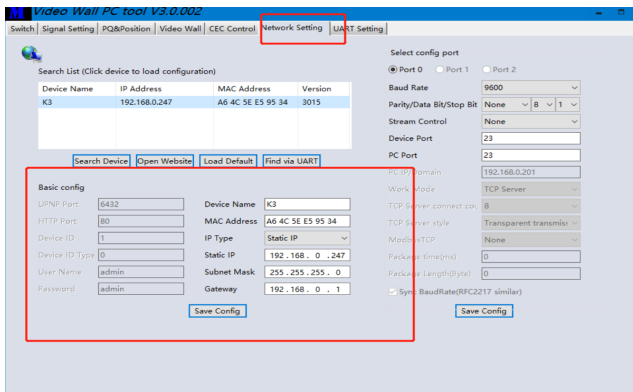 Video Wall PC tool V3.0.002
Switch Signal Setting PQ&Position Video Wall CEC Control Network Setting UART Setting
Search List (Click device to load configuration)
Device Name IP Address MAC Address Version
K3 192.168.0.247 A6 4C 5E E5 95 34 3015
Search Device Open Website Load Default Find via UART
Basic config
UPNP Port 6432 Device Name K3
HTTP Port 80 MAC Address A6 4C 5E E5 95 34
Device ID 1 IP Type Static IP
Device ID Type 0 Static IP 192.168. 0 .247
User Name admin Subnet Mask 255.255.255. 0
Password admin Gateway 192.168. 0 . 1
Save Config
Select config port
Port 0 Port 1 Port 2
Baud Rate 9600
Parity/Data Bit/Stop Bit None 8 1
Stream Control None
Device Port 23
PC Port 23
PC IP/Domain 192.168.0.201
Work Mode TCP Server
TCP Server connect cou 8
TCP Server style Transparent transmissi
ModbusTCP None
Package time(ms) 0
Package Length(Byte) 0
Sync BaudRate(RFC2217 similar)
Save Config